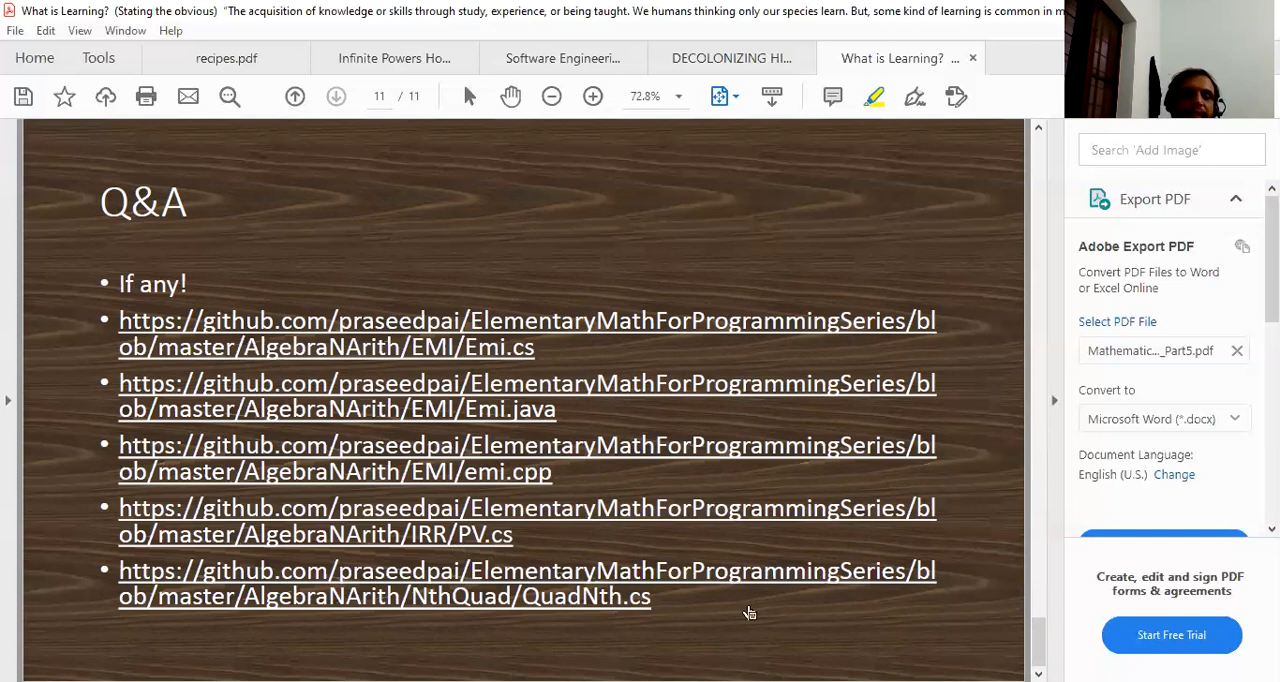 What is Learning?  (Stating the obvious)  “The acquisition of knowledge or skills through study, experience, or being taught. We humans thinking only our species learn. But, some kind of learning is common in m
File Edit View Window Help
Home Tools recipes.pdf Infinite Powers Ho... Software Engineeri... DECOLONIZING HI... What is Learning? ... ×
11 / 11 72.8%
Search 'Add Image'
Q&A
Export PDF
Adobe Export PDF
Convert PDF Files to Word
or Excel Online
Select PDF File
Mathematic..._Part5.pdf
Convert to
Microsoft Word (*.docx)
Document Language:
English (U.S.) Change
• If any!
• https://github.com/praseedpai/ElementaryMathForProgrammingSeries/bl
ob/master/AlgebraNArith/EMI/Emi.cs
• https://github.com/praseedpai/ElementaryMathForProgrammingSeries/bl
ob/master/AlgebraNArith/EMI/Emi.java
• https://github.com/praseedpai/ElementaryMathForProgrammingSeries/bl
ob/master/AlgebraNArith/EMI/emi.cpp
• https://github.com/praseedpai/ElementaryMathForProgrammingSeries/bl
ob/master/AlgebraNArith/IRR/PV.cs
• https://github.com/praseedpai/ElementaryMathForProgrammingSeries/bl
ob/master/AlgebraNArith/NthQuad/QuadNth.cs
Create, edit and sign PDF
forms & agreements
Start Free Trial